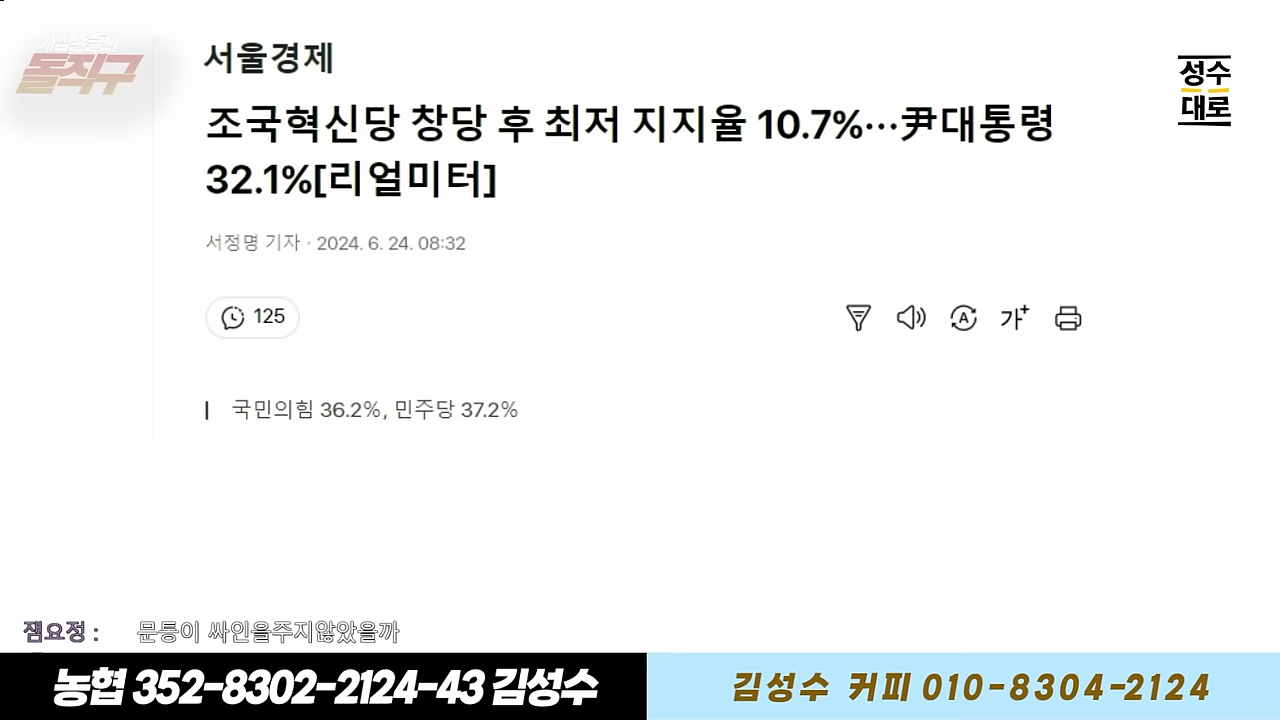 돌직구
서울경제
성수
대로
조국혁신당 창당 후 최저 지지율 10.7%…尹대통령
32.1%[리얼미터]
서정명 기자 · 2024. 6. 24. 08:32
125
가+
국민의힘 36.2%, 민주당 37.2%
잼요정 : 문통이 싸인을주지않았을까
농협 352-8302-2124-43 김성수
김성수 커피 010-8304-2124